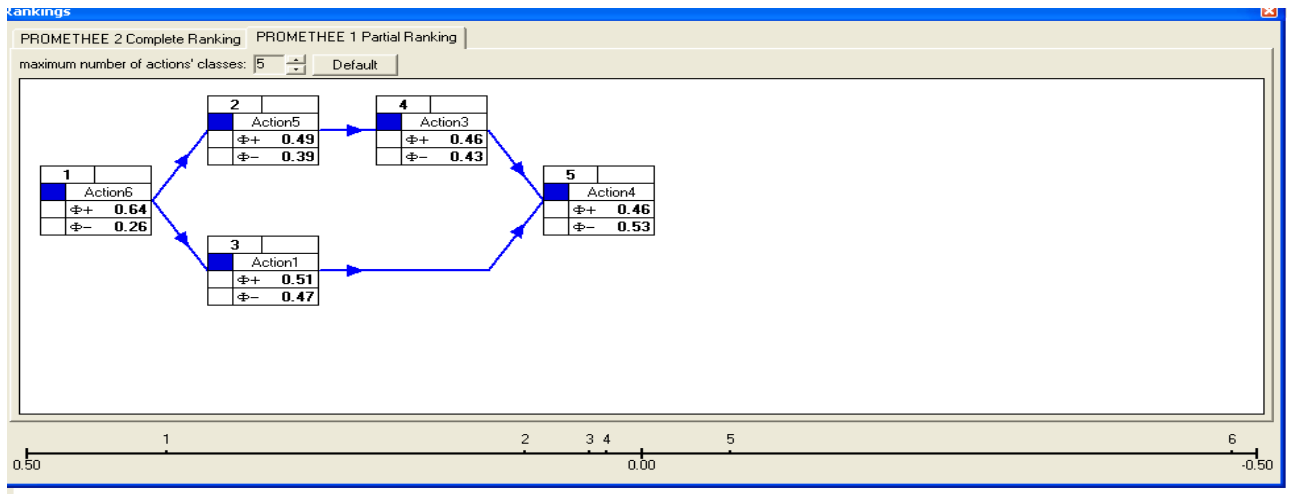 Rankings
PROMETHEE 2 Complete Ranking PROMETHEE 1 Partial Ranking
maximum number of actions' classes: 5 Default
2
Action5
Φ+ 0.49
Φ− 0.39
4
Action3
Φ+ 0.46
Φ− 0.43
1
Action6
Φ+ 0.64
Φ− 0.26
5
Action4
Φ+ 0.46
Φ− 0.53
3
Action1
Φ+ 0.51
Φ− 0.47
1 2 3 4 5 6
0.50 0.00 -0.50